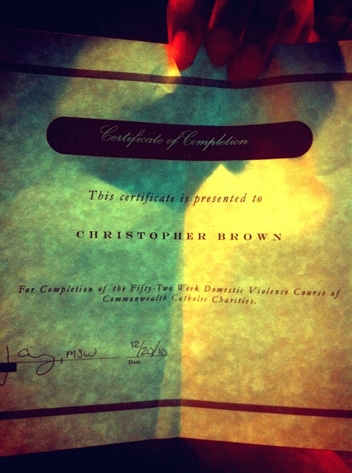 Certificate of Completion
This certificate is presented to
CHRISTOPHER BROWN
For Completion of the Fifty-Two Week Domestic Violence Course of
Commonwealth Catholic Charities.
, MSW 12/20/10
Date